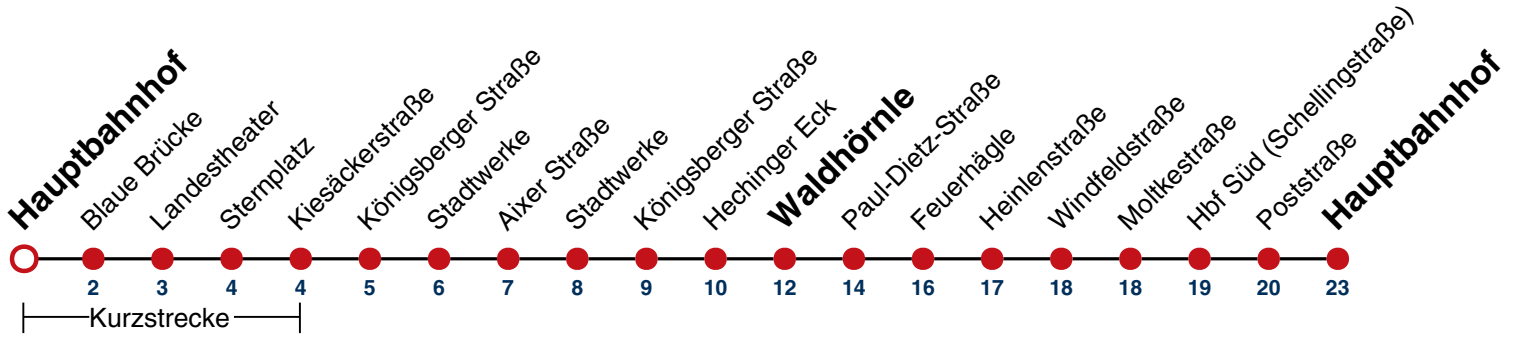 Hauptbahnhof
Blaue Brücke
Landestheater
Sternplatz
Kiesäckerstraße
Königsberger Straße
Stadtwerke
Aixer Straße
Stadtwerke
Königsberger Straße
Hechinger Eck
Waldhörnle
Paul-Dietz-Straße
Feuerhägle
Heinlenstraße
Windfeldstraße
Moltkestraße
Hbf Süd (Schellingstraße)
Poststraße
Hauptbahnhof
2 3 4 4 5 6 7 8 9 10 12 14 16 17 18 18 19 20 23
Kurzstrecke